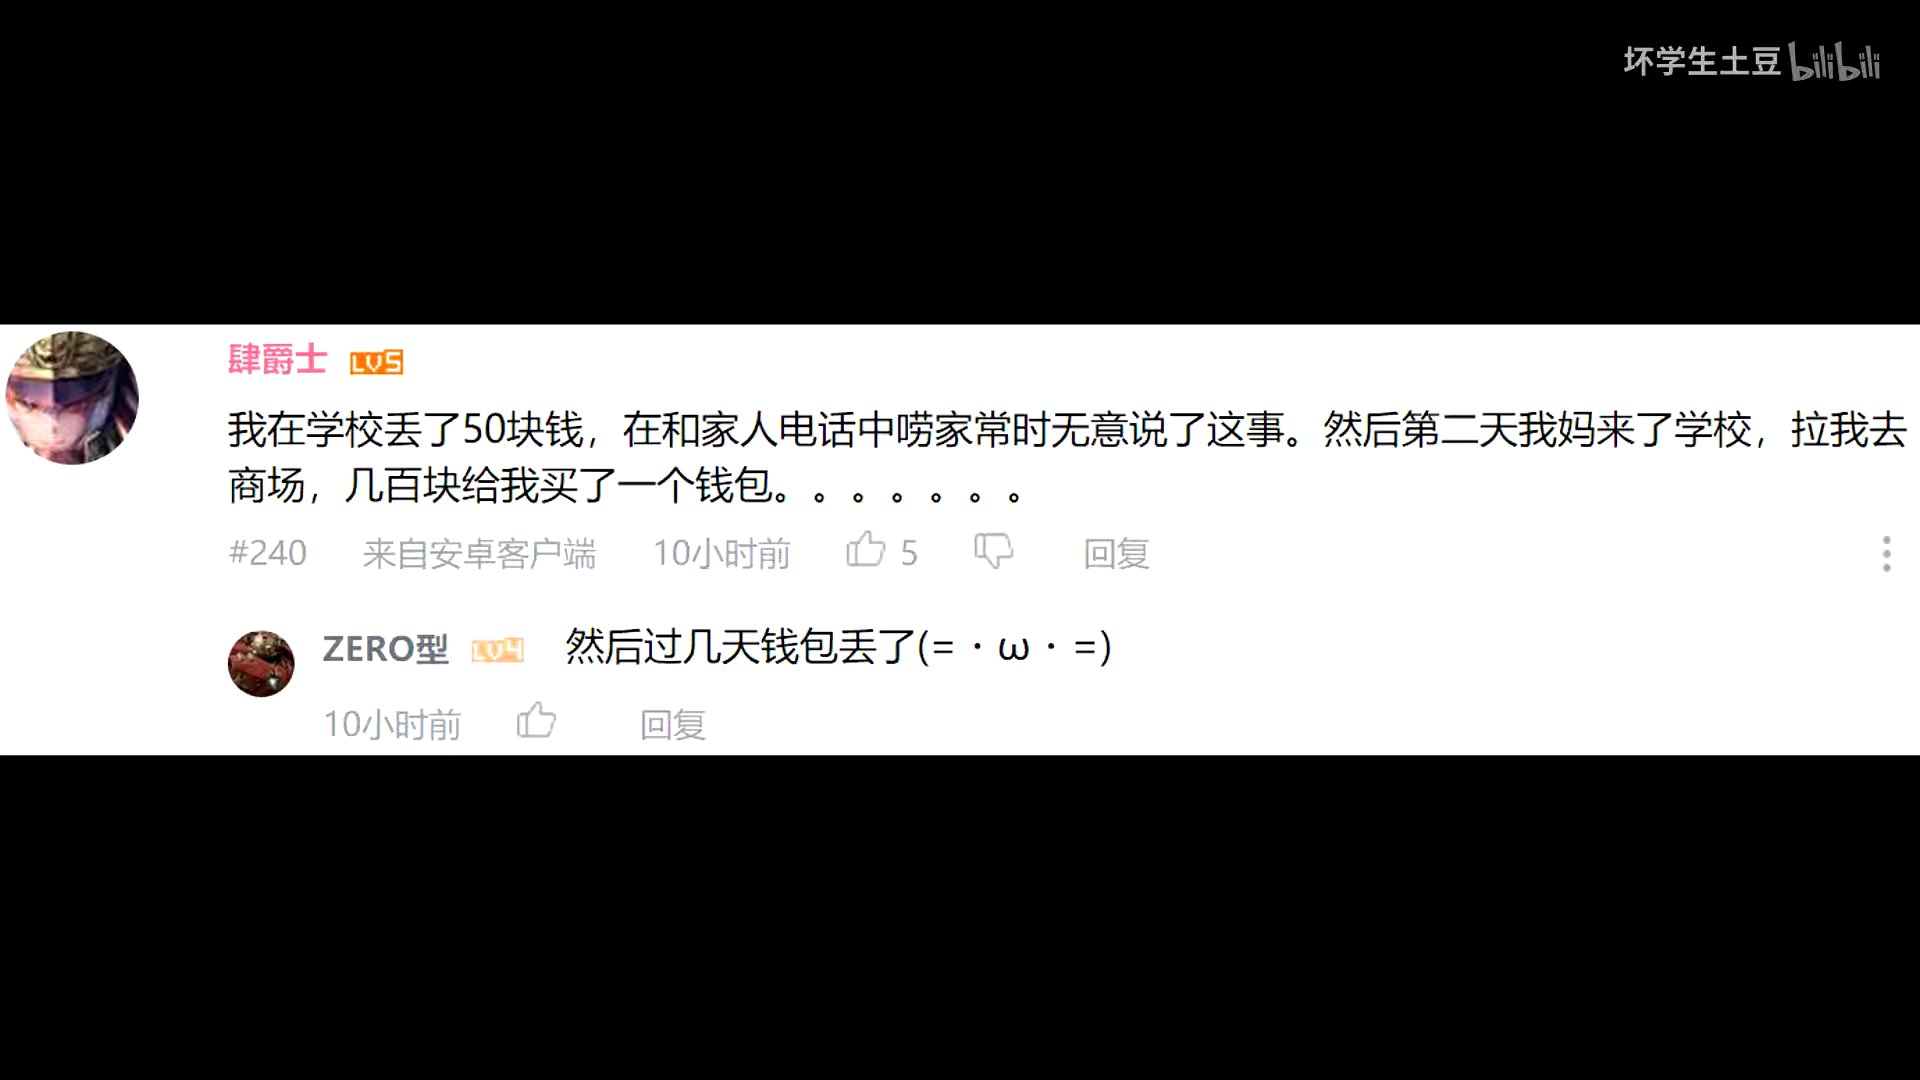 坏学生土豆 bilibili
肆爵士 LV5
我在学校丢了50块钱，在和家人电话中唠家常时无意说了这事。然后第二天我妈来了学校，拉我去
商场，几百块给我买了一个钱包。。。。。。。
#240 来自安卓客户端 10小时前 5 回复
ZERO型 LV4 然后过几天钱包丢了(=・ω・=)
10小时前 回复